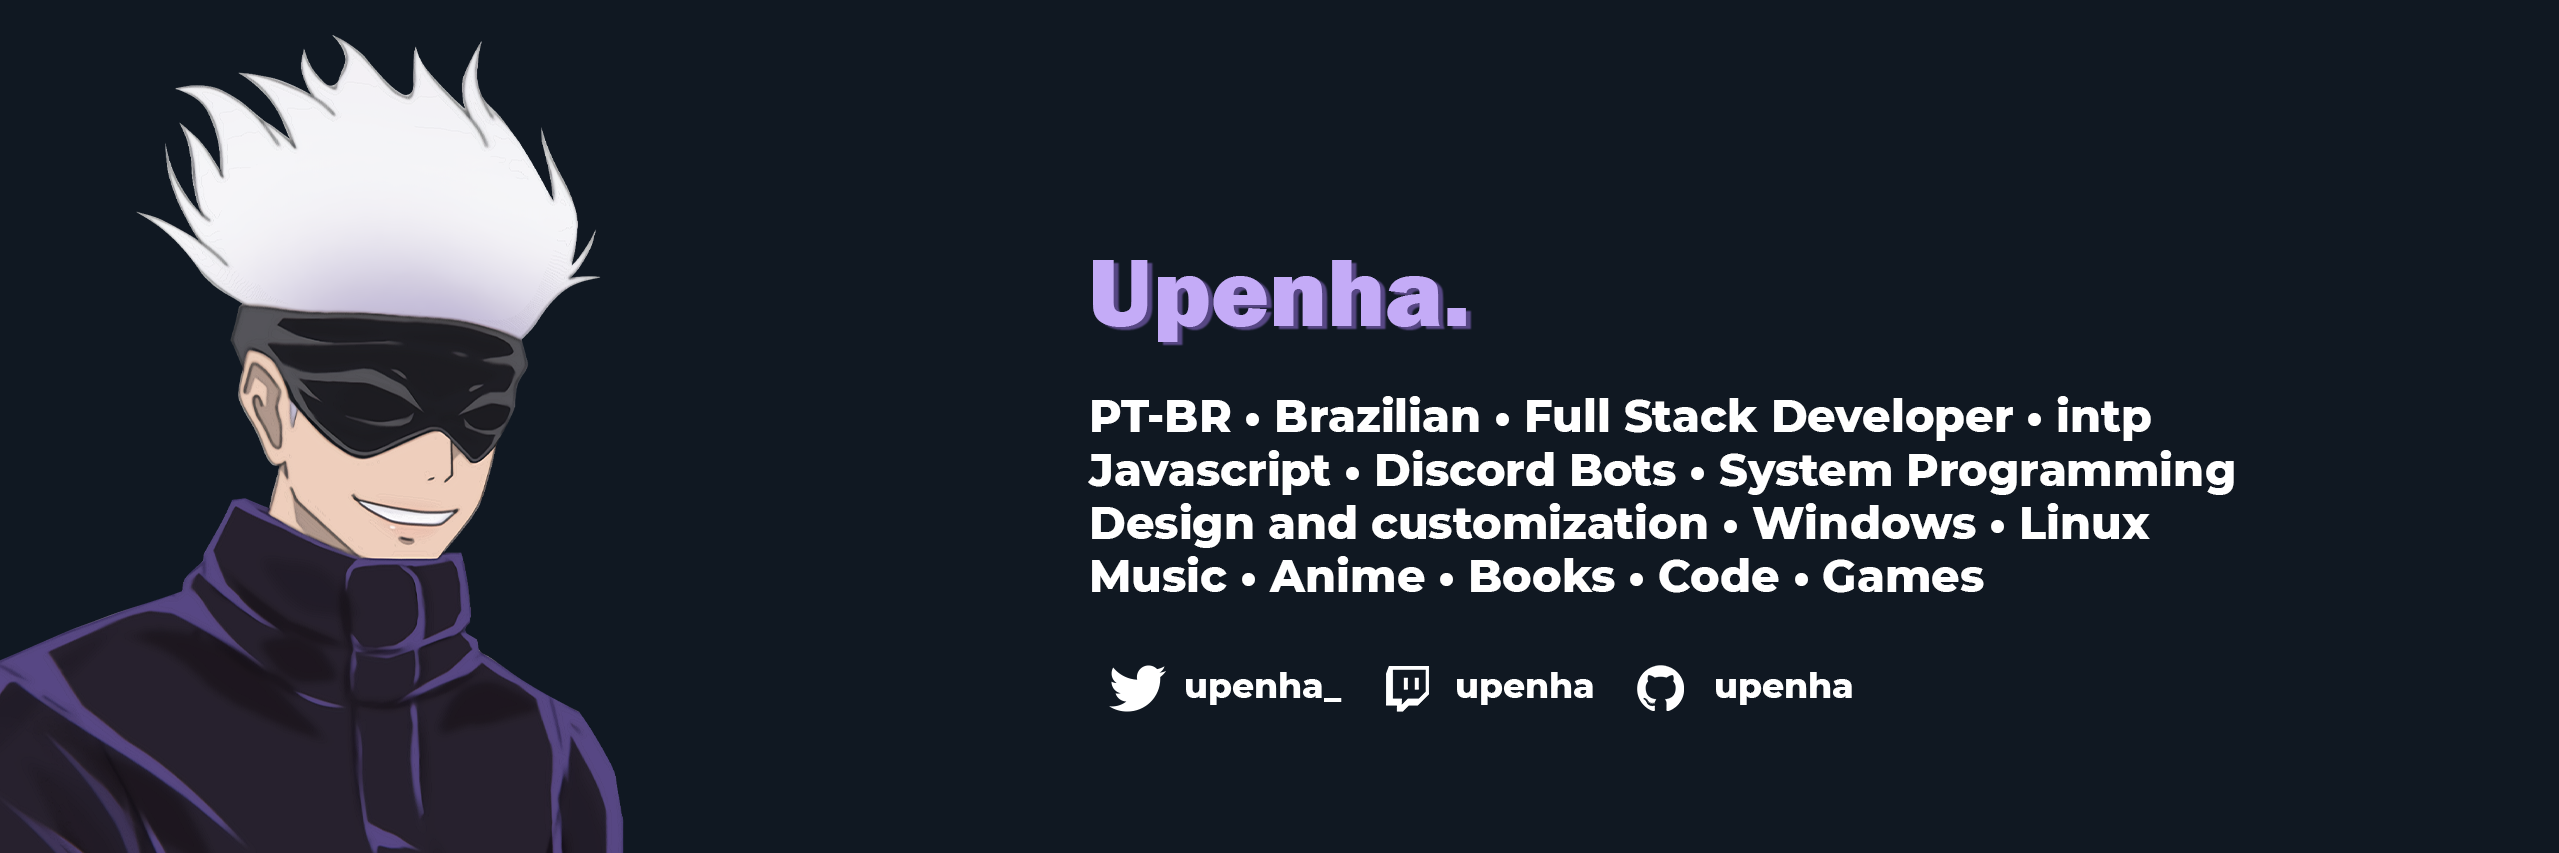 Upenha.
PT-BR • Brazilian • Full Stack Developer • intp
Javascript • Discord Bots • System Programming
Design and customization • Windows • Linux
Music • Anime • Books • Code • Games
upenha_ upenha upenha